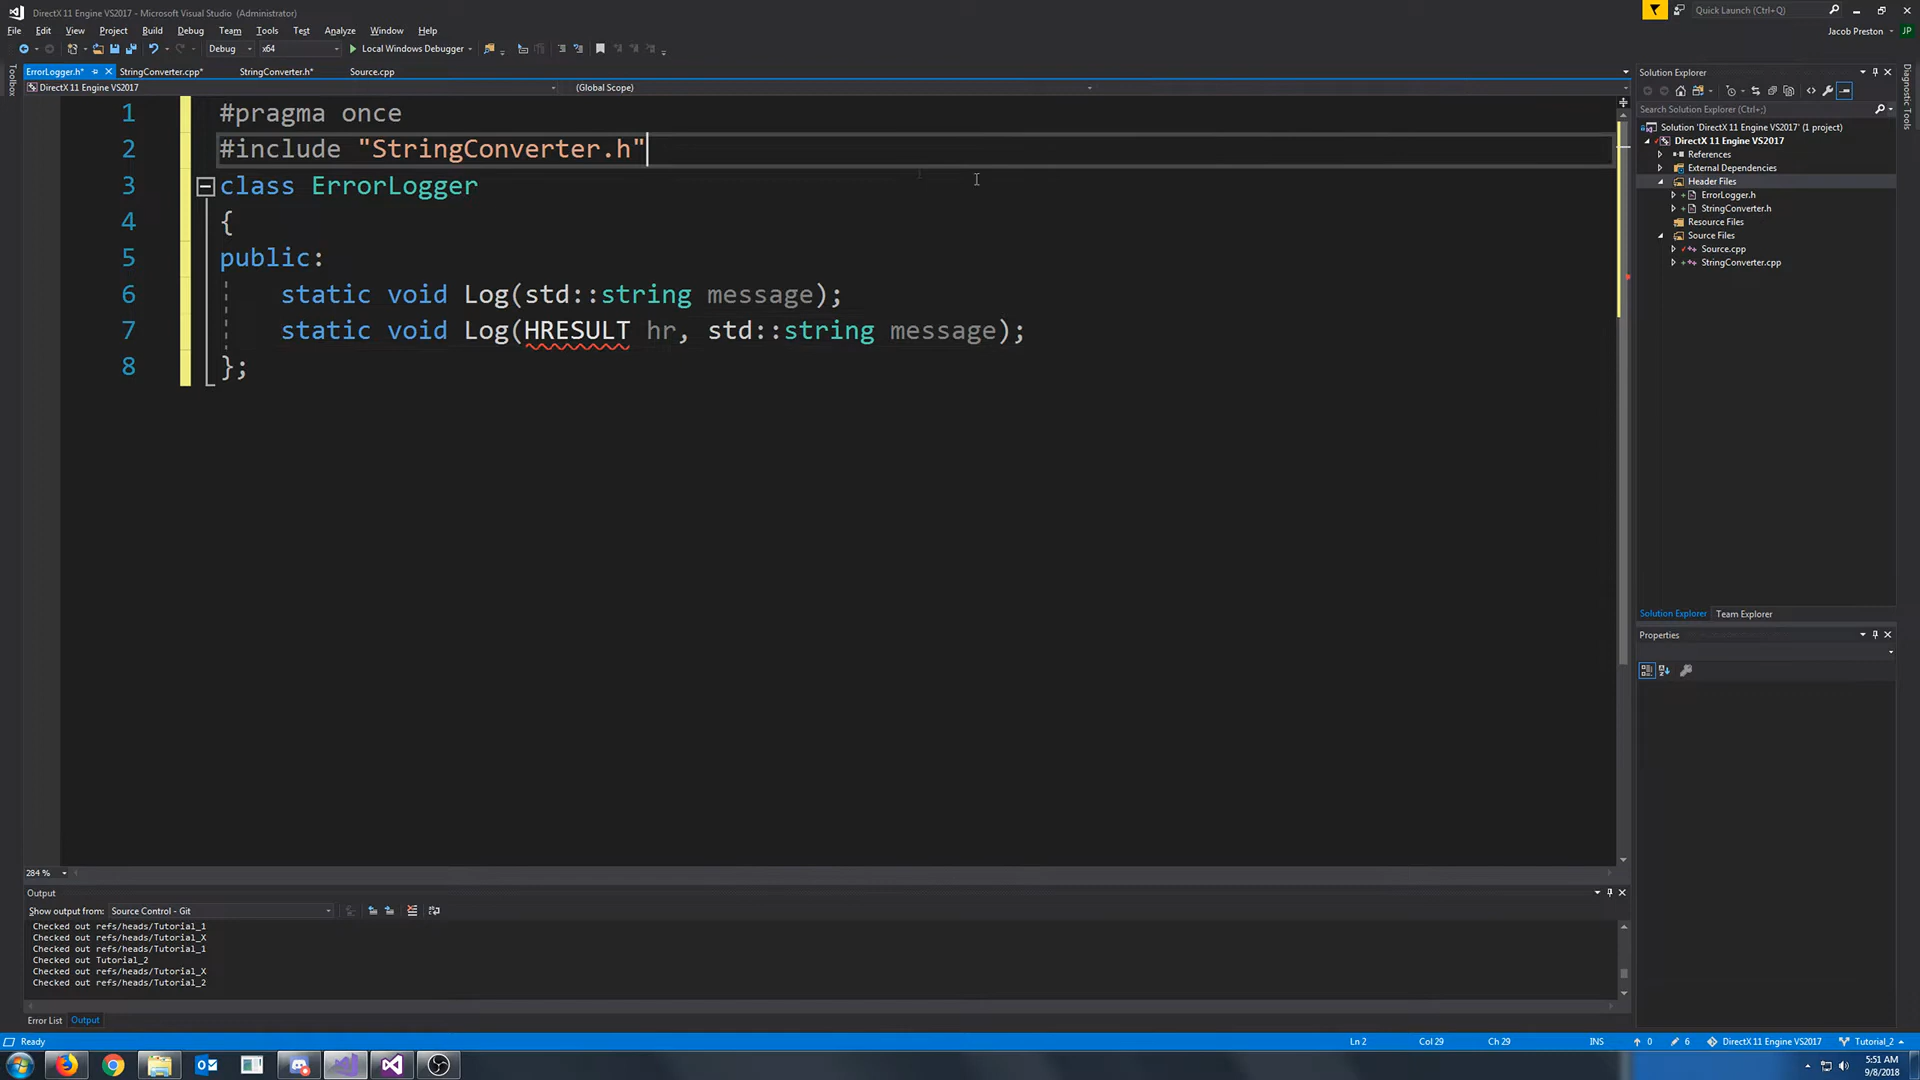 DirectX 11 Engine VS2017 - Microsoft Visual Studio (Administrator)
Quick Launch (Ctrl+Q)
File Edit View Project Build Debug Team Tools Test Analyze Window Help
Jacob Preston JP
Debug x64 Local Windows Debugger
ErrorLogger.h* StringConverter.cpp* StringConverter.h* Source.cpp
DirectX 11 Engine VS2017 (Global Scope)
Toolbox
1 #pragma once
2 #include "StringConverter.h"
3 class ErrorLogger
4 {
5 public:
6 static void Log(std::string message);
7 static void Log(HRESULT hr, std::string message);
8 };
284 %
Output
Show output from: Source Control - Git
Checked out refs/heads/Tutorial_1
Checked out refs/heads/Tutorial_X
Checked out refs/heads/Tutorial_1
Checked out Tutorial_2
Checked out refs/heads/Tutorial_X
Checked out refs/heads/Tutorial_2
Error List Output
Solution Explorer
Search Solution Explorer (Ctrl+;)
Solution 'DirectX 11 Engine VS2017' (1 project)
DirectX 11 Engine VS2017
References
External Dependencies
Header Files
ErrorLogger.h
StringConverter.h
Resource Files
Source Files
Source.cpp
StringConverter.cpp
Solution Explorer Team Explorer
Properties
Diagnostic Tools
Ready Ln 2 Col 29 Ch 29 INS 0 6 DirectX 11 Engine VS2017 Tutorial_2
5:51 AM
9/8/2018